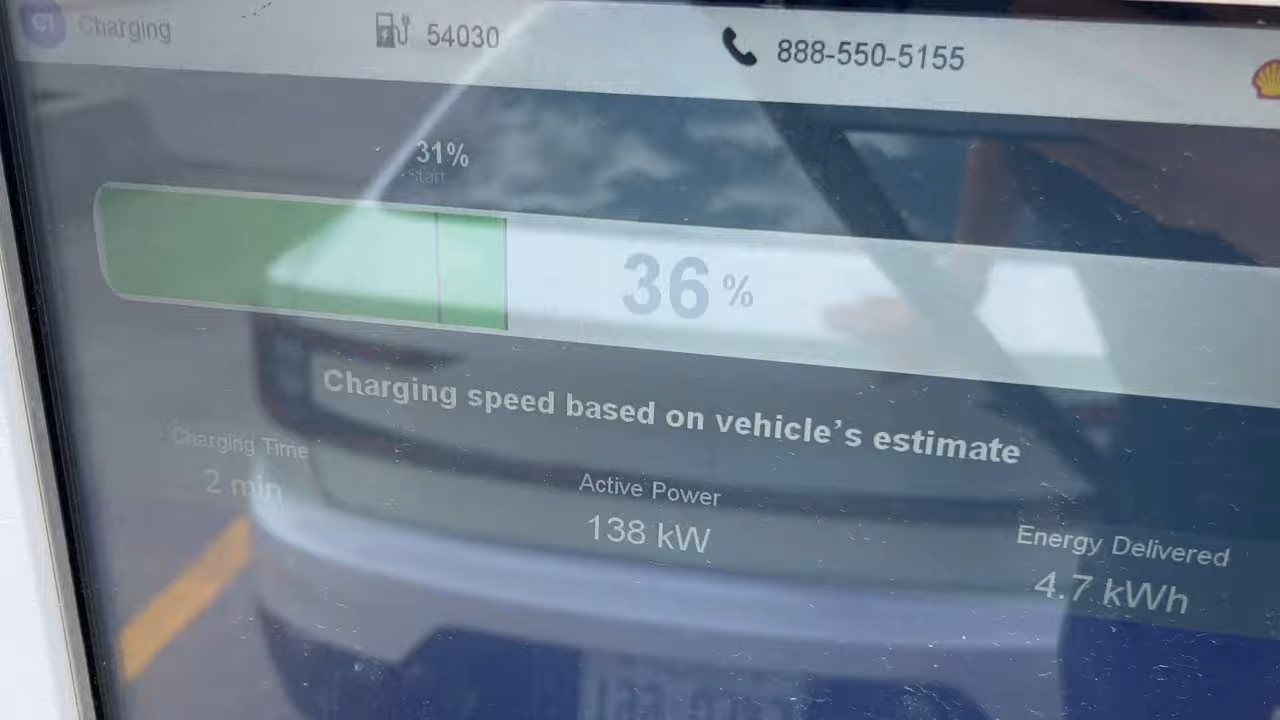 C1 Charging
54030
888-550-5155
31%
Start
36 %
Charging speed based on vehicle's estimate
Charging Time
2 min
Active Power
138 kW
Energy Delivered
4.7 kWh